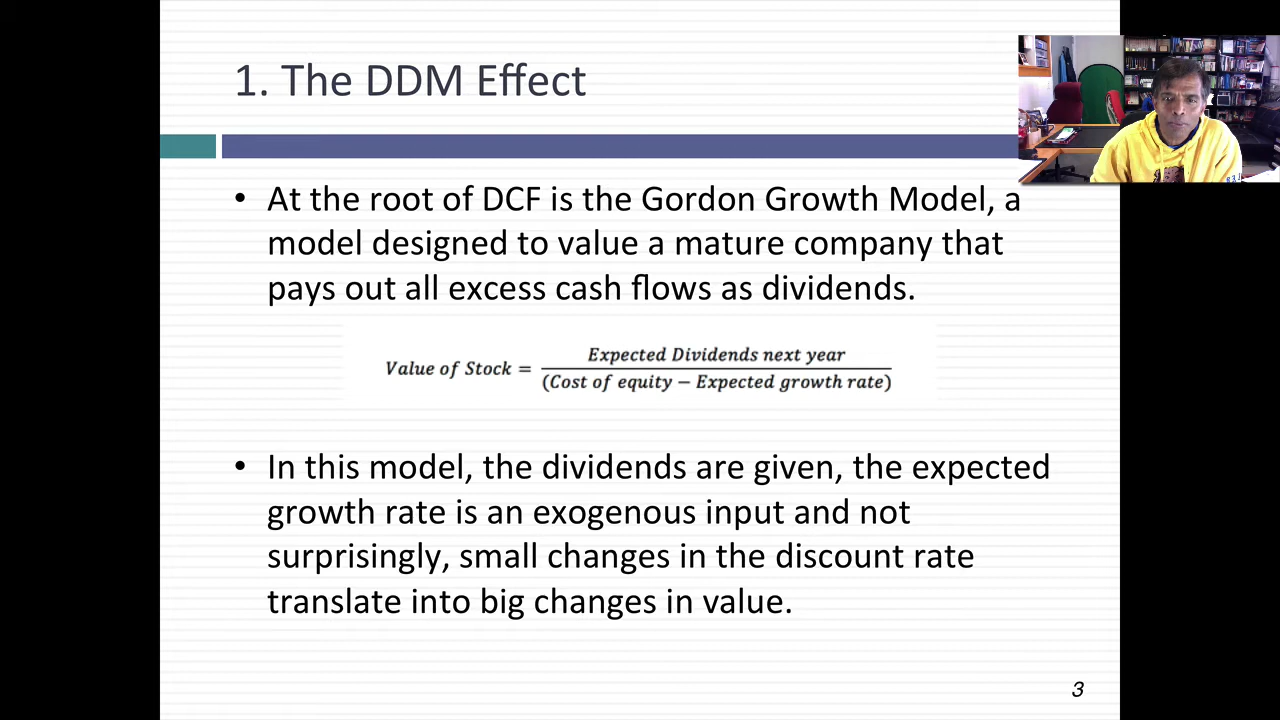 1. The DDM Effect
• At the root of DCF is the Gordon Growth Model, a
model designed to value a mature company that
pays out all excess cash flows as dividends.
Value of Stock = Expected Dividends next year / (Cost of equity − Expected growth rate)
• In this model, the dividends are given, the expected
growth rate is an exogenous input and not
surprisingly, small changes in the discount rate
translate into big changes in value.
3